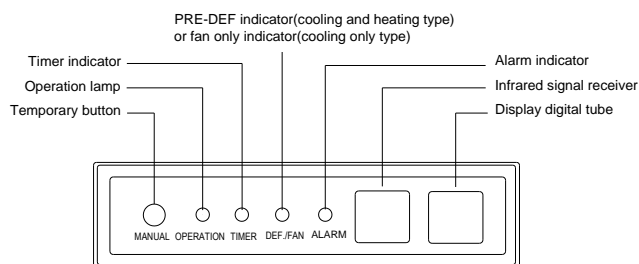 PRE-DEF indicator(cooling and heating type)
or fan only indicator(cooling only type)
Timer indicator
Alarm indicator
Operation lamp
Infrared signal receiver
Temporary button
Display digital tube
MANUAL OPERATION TIMER DEF./FAN ALARM